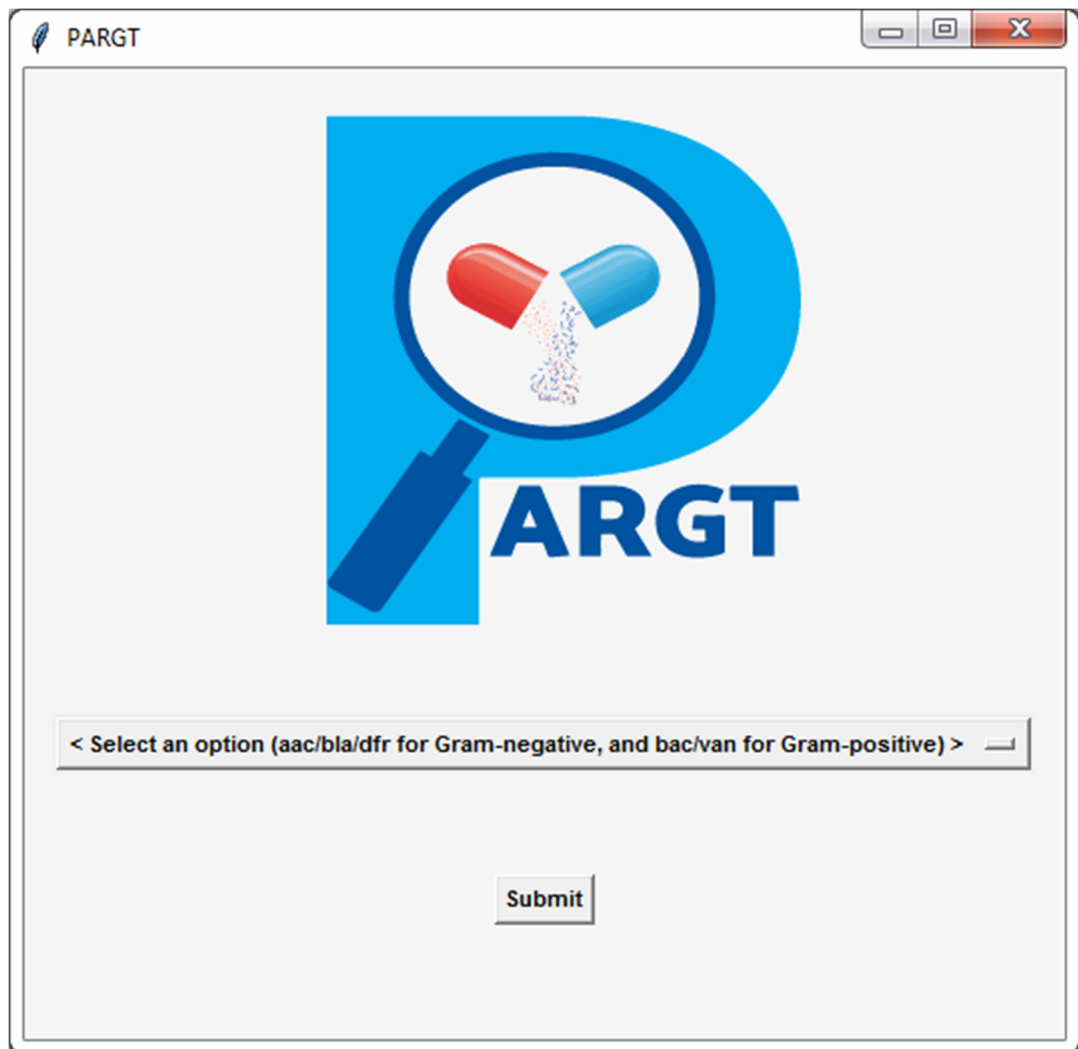 PARGT
PARGT
< Select an option (aac/bla/dfr for Gram-negative, and bac/van for Gram-positive) >
Submit